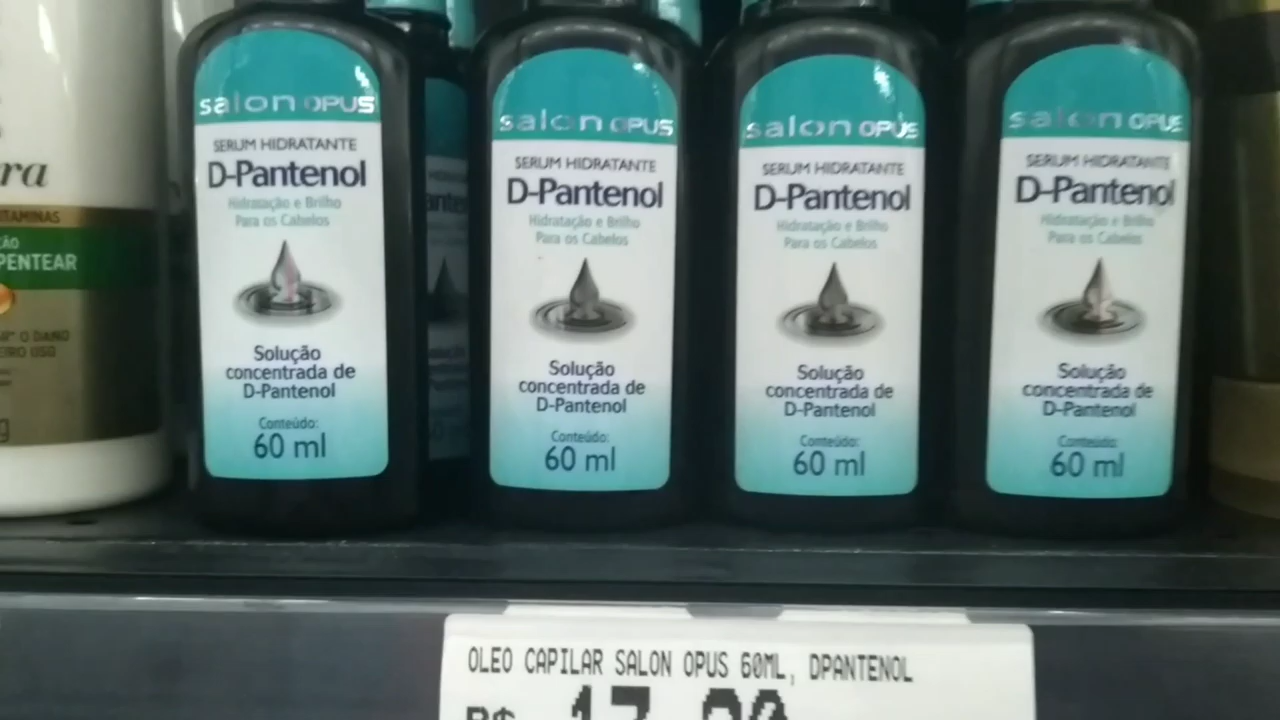 ra
PENTEAR
salon OPUS
SERUM HIDRATANTE
D-Pantenol
Hidratação e Brilho
Para os Cabelos
Solução
concentrada de
D-Pantenol
Conteúdo:
60 ml
salon OPUS
SERUM HIDRATANTE
D-Pantenol
Hidratação e Brilho
Para os Cabelos
Solução
concentrada de
D-Pantenol
Conteúdo:
60 ml
salon OPUS
SERUM HIDRATANTE
D-Pantenol
Hidratação e Brilho
Para os Cabelos
Solução
concentrada de
D-Pantenol
Conteúdo:
60 ml
salon OPUS
SERUM HIDRATANTE
D-Pantenol
Hidratação e Brilho
Para os Cabelos
Solução
concentrada de
D-Pantenol
Conteúdo:
60 ml
OLEO CAPILAR SALON OPUS 60ML, DPANTENOL
R$